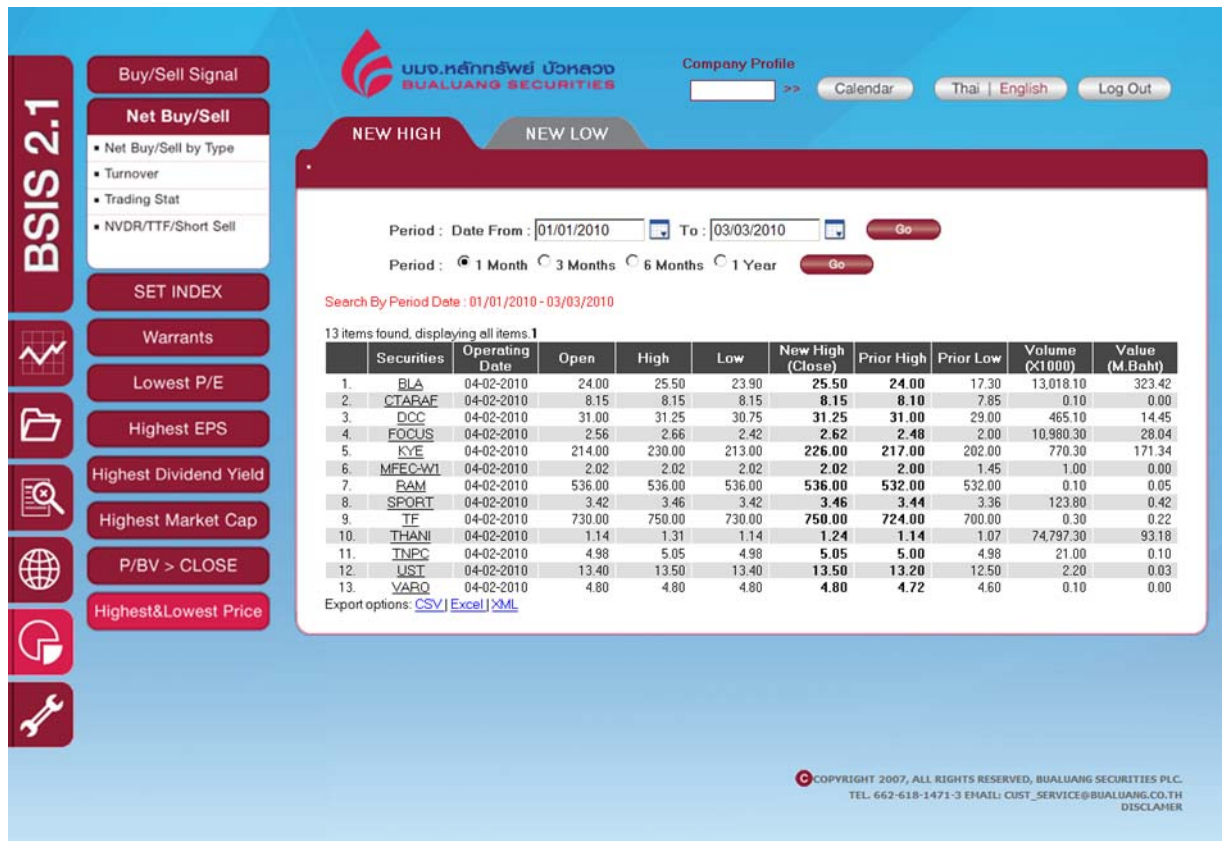 BSIS 2.1
Buy/Sell Signal
Net Buy/Sell
Net Buy/Sell by Type
Turnover
Trading Stat
NVDR/TTF/Short Sell
SET INDEX
Warrants
Lowest P/E
Highest EPS
Highest Dividend Yield
Highest Market Cap
P/BV > CLOSE
Highest&Lowest Price
บมจ.หลักทรัพย์ บัวหลวง
BUALUANG SECURITIES
Company Profile
>> Calendar Thai | English Log Out
NEW HIGH NEW LOW
Period : Date From : 01/01/2010 To : 03/03/2010 Go
Period : 1 Month 3 Months 6 Months 1 Year Go
Search By Period Date : 01/01/2010 - 03/03/2010
13 items found, displaying all items.1
Securities Operating Date Open High Low New High (Close) Prior High Prior Low Volume (X1000) Value (M.Baht)
1. BLA 04-02-2010 24.00 25.50 23.90 25.50 24.00 17.30 13,018.10 323.42
2. CTARAF 04-02-2010 8.15 8.15 8.15 8.15 8.10 7.85 0.10 0.00
3. DCC 04-02-2010 31.00 31.25 30.75 31.25 31.00 29.00 465.10 14.45
4. FOCUS 04-02-2010 2.56 2.66 2.42 2.62 2.48 2.00 10,980.30 28.04
5. KYE 04-02-2010 214.00 230.00 213.00 226.00 217.00 202.00 770.30 171.34
6. MFEC-W1 04-02-2010 2.02 2.02 2.02 2.02 2.00 1.45 1.00 0.00
7. RAM 04-02-2010 536.00 536.00 536.00 536.00 532.00 532.00 0.10 0.05
8. SPORT 04-02-2010 3.42 3.46 3.42 3.46 3.44 3.36 123.80 0.42
9. TF 04-02-2010 730.00 750.00 730.00 750.00 724.00 700.00 0.30 0.22
10. THANI 04-02-2010 1.14 1.31 1.14 1.24 1.14 1.07 74,797.30 93.18
11. TNPC 04-02-2010 4.98 5.05 4.98 5.05 5.00 4.98 21.00 0.10
12. UST 04-02-2010 13.40 13.50 13.40 13.50 13.20 12.50 2.20 0.03
13. VARO 04-02-2010 4.80 4.80 4.80 4.80 4.72 4.60 0.10 0.00
Export options: CSV | Excel | XML
C COPYRIGHT 2007, ALL RIGHTS RESERVED, BUALUANG SECURITIES PLC.
TEL. 662-618-1471-3 EMAIL: CUST_SERVICE@BUALUANG.CO.TH
DISCLAMER